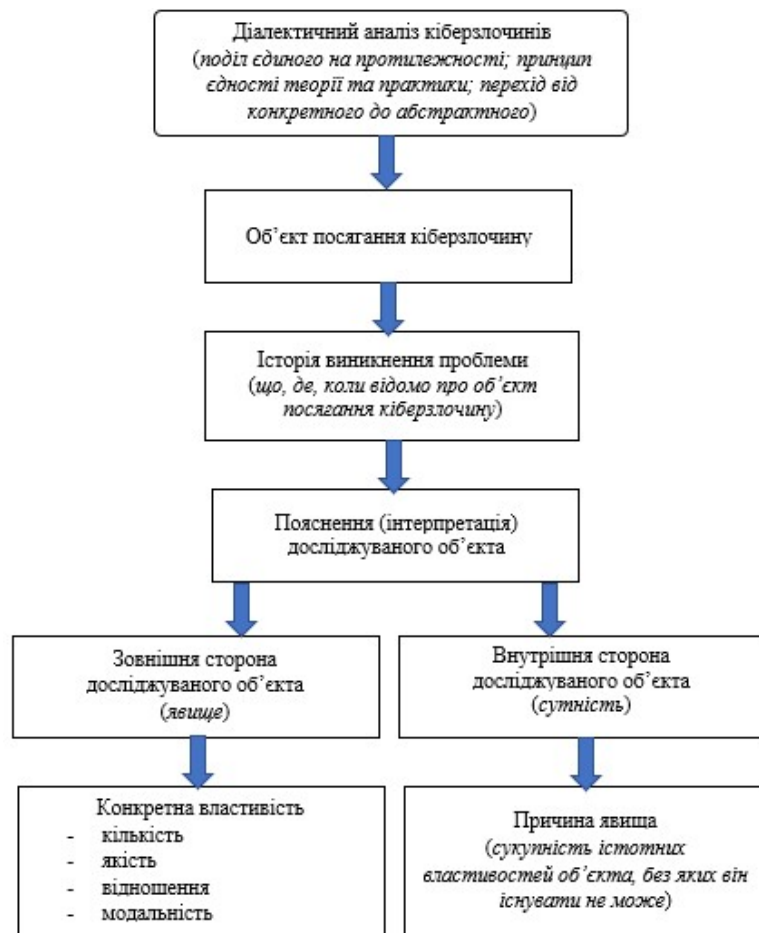 Діалектичний аналіз кіберзлочинів
(поділ єдиного на протилежності; принцип
єдності теорії та практики; перехід від
конкретного до абстрактного)
Об’єкт посягання кіберзлочину
Історія виникнення проблеми
(що, де, коли відомо про об’єкт
посягання кіберзлочину)
Пояснення (інтерпретація)
досліджуваного об’єкта
Зовнішня сторона
досліджуваного об’єкта
(явище)
Внутрішня сторона
досліджуваного об’єкта
(сутність)
Конкретна властивість
- кількість
- якість
- відношення
- модальність
Причина явища
(сукупність істотних
властивостей об’єкта, без яких він
існувати не може)